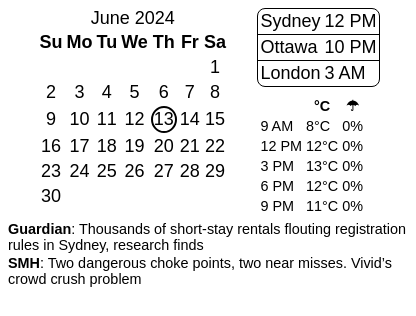 June 2024
Su Mo Tu We Th Fr Sa
1
2 3 4 5 6 7 8
9 10 11 12 13 14 15
16 17 18 19 20 21 22
23 24 25 26 27 28 29
30
Sydney 12 PM
Ottawa 10 PM
London 3 AM
°C ☂
9 AM 8°C 0%
12 PM 12°C 0%
3 PM 13°C 0%
6 PM 12°C 0%
9 PM 11°C 0%
Guardian: Thousands of short-stay rentals flouting registration
rules in Sydney, research finds
SMH: Two dangerous choke points, two near misses. Vivid’s
crowd crush problem